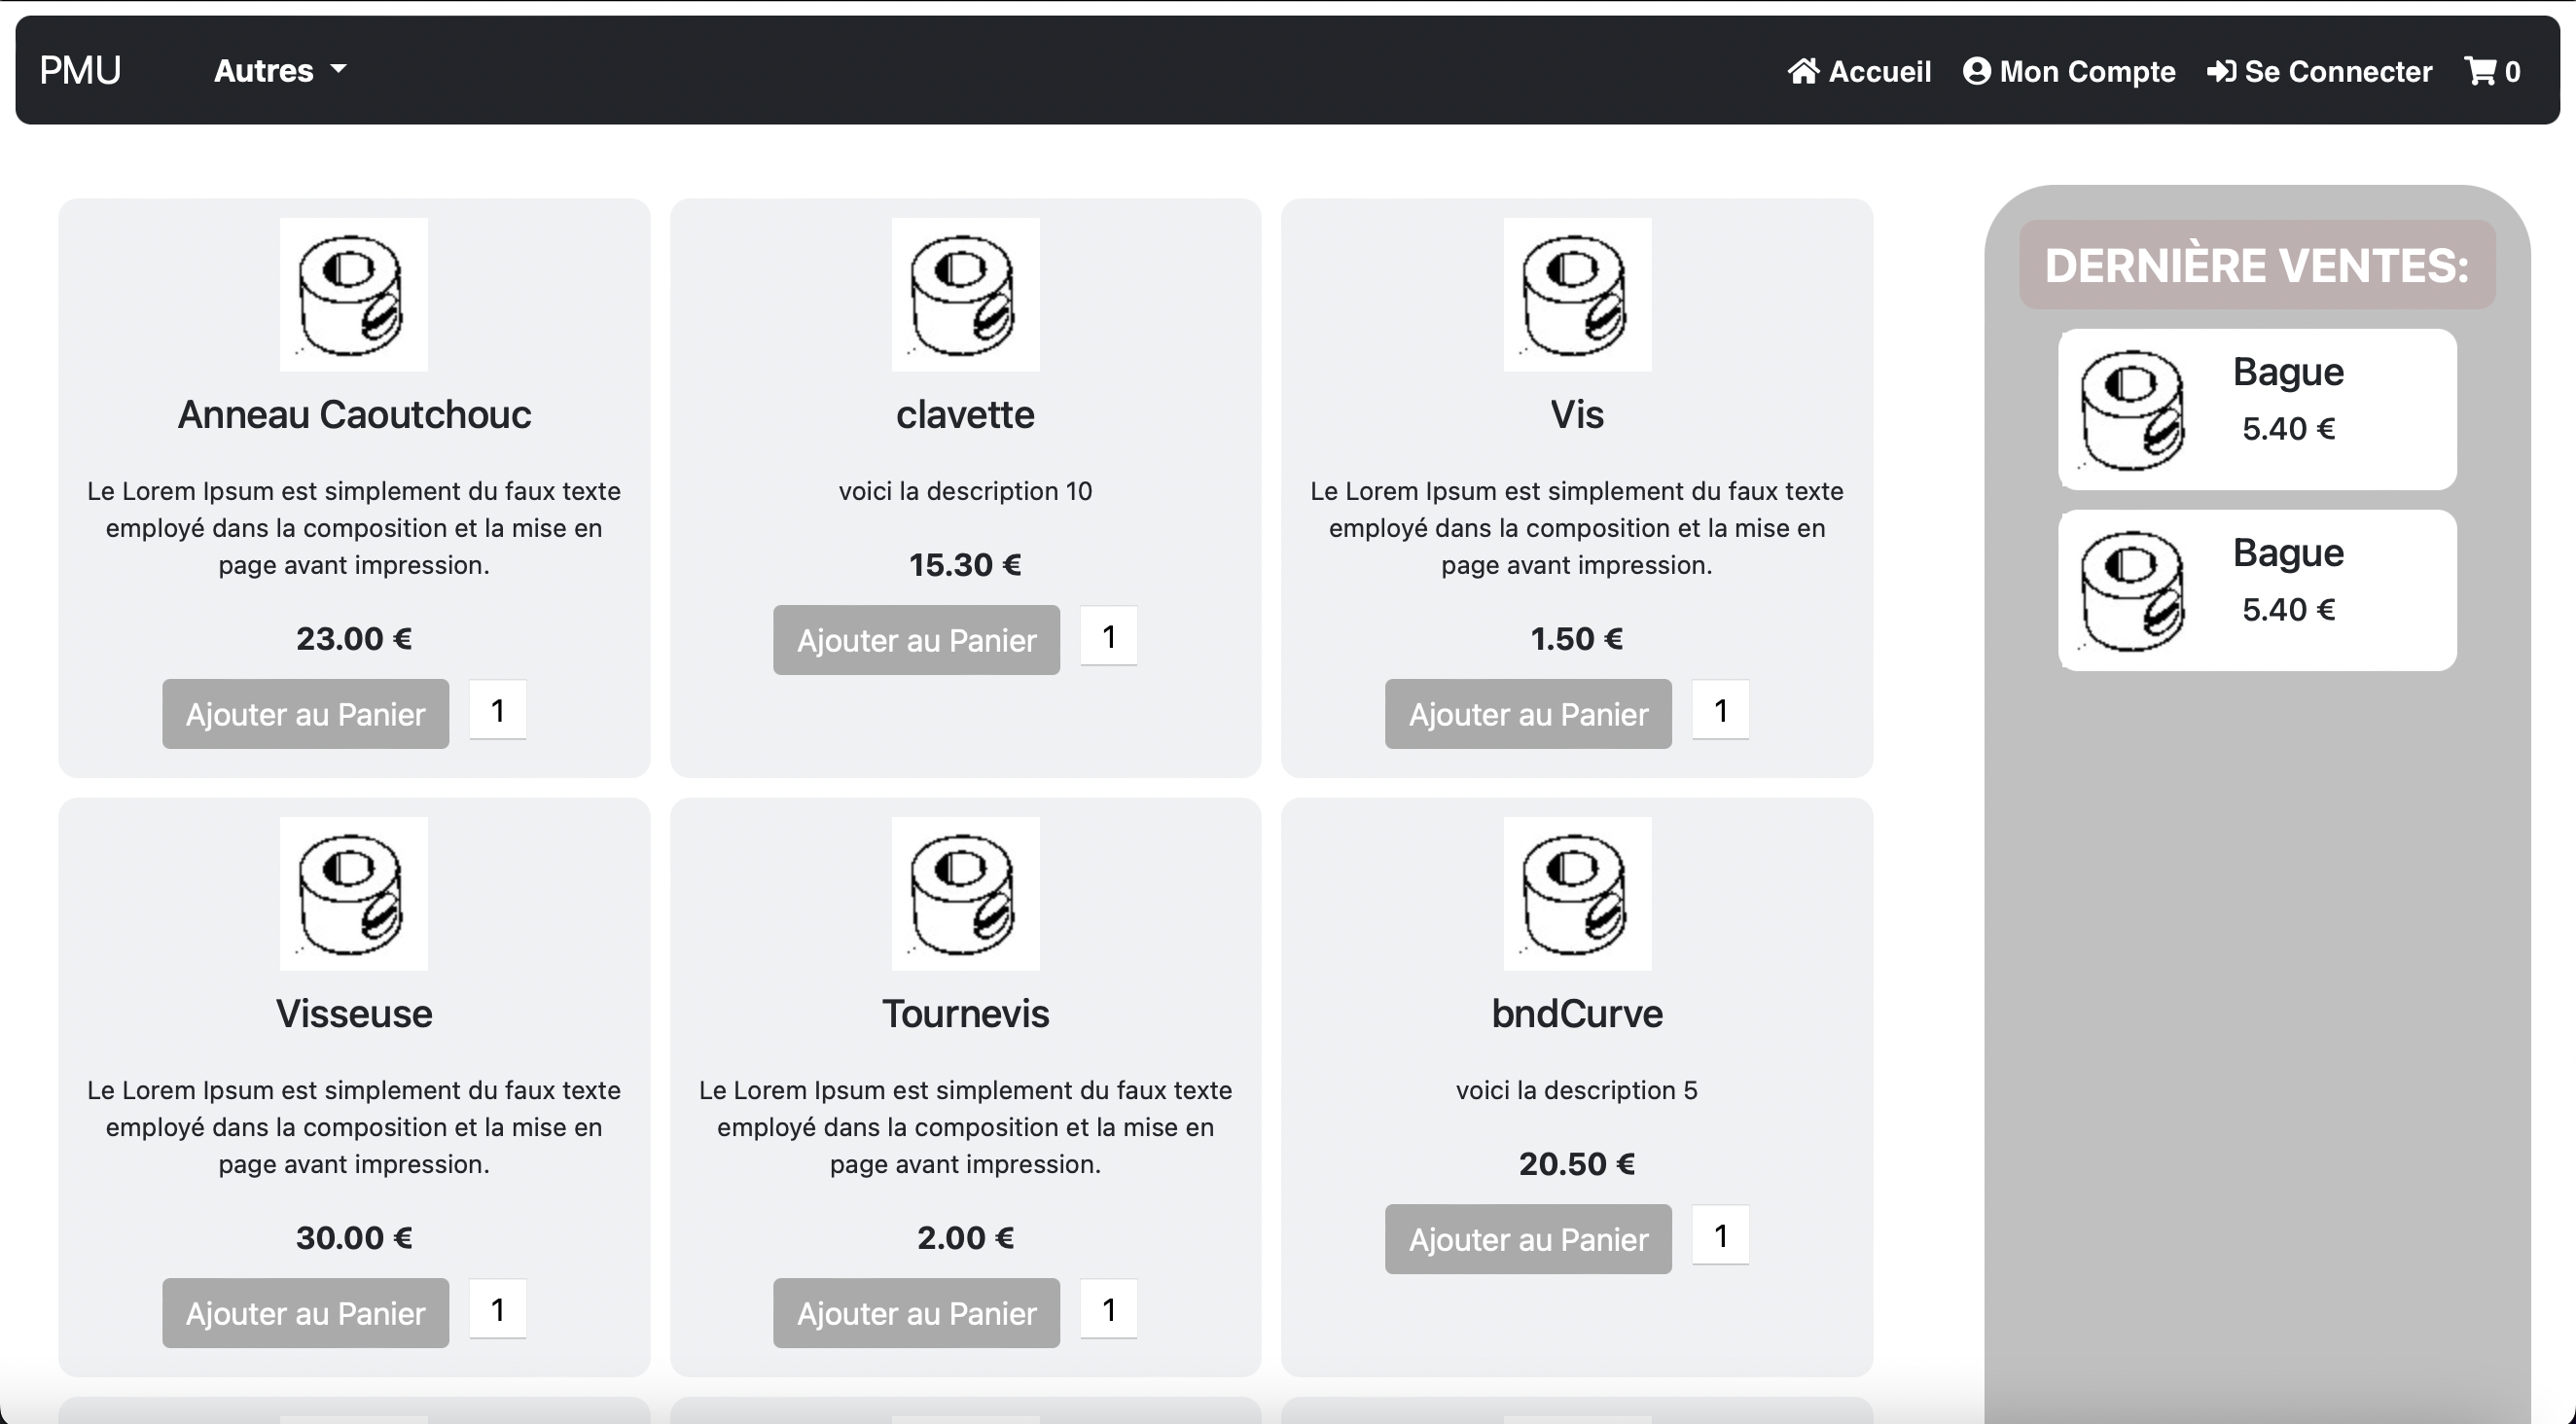 PMU
Autres
Accueil
Mon Compte
Se Connecter
0
Anneau Caoutchouc
Le Lorem Ipsum est simplement du faux texte
employé dans la composition et la mise en
page avant impression.
23.00 €
Ajouter au Panier
1
clavette
voici la description 10
15.30 €
Ajouter au Panier
1
Vis
Le Lorem Ipsum est simplement du faux texte
employé dans la composition et la mise en
page avant impression.
1.50 €
Ajouter au Panier
1
Visseuse
Le Lorem Ipsum est simplement du faux texte
employé dans la composition et la mise en
page avant impression.
30.00 €
Ajouter au Panier
1
Tournevis
Le Lorem Ipsum est simplement du faux texte
employé dans la composition et la mise en
page avant impression.
2.00 €
Ajouter au Panier
1
bndCurve
voici la description 5
20.50 €
Ajouter au Panier
1
DERNIÈRE VENTES:
Bague
5.40 €
Bague
5.40 €